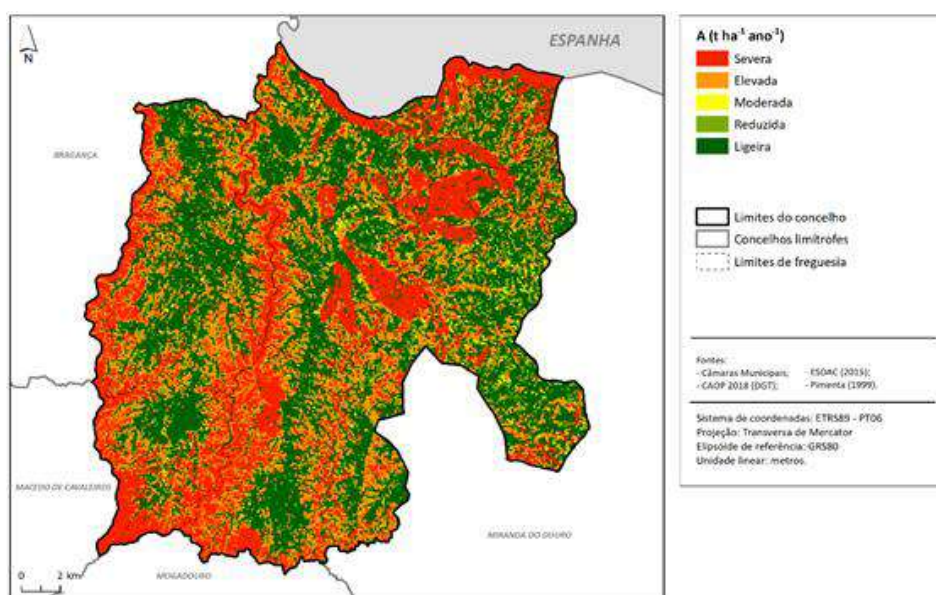 N
ESPANHA
BRAGANÇA
MACEDO DE CAVALEIROS
MOGADOURO
MIRANDA DO DOURO
0 2 km
A (t ha⁻¹ ano⁻¹)
Severa
Elevada
Moderada
Reduzida
Ligeira
Limites do concelho
Concelhos limítrofes
Limites de freguesia
Fontes:
- Câmaras Municipais; - ESDAC (2015);
- CAOP 2018 (DGT); - Pimenta (1999).
Sistema de coordenadas: ETRS89 - PT06
Projeção: Transversa de Mercator
Elipsóide de referência: GRS80
Unidade linear: metros.